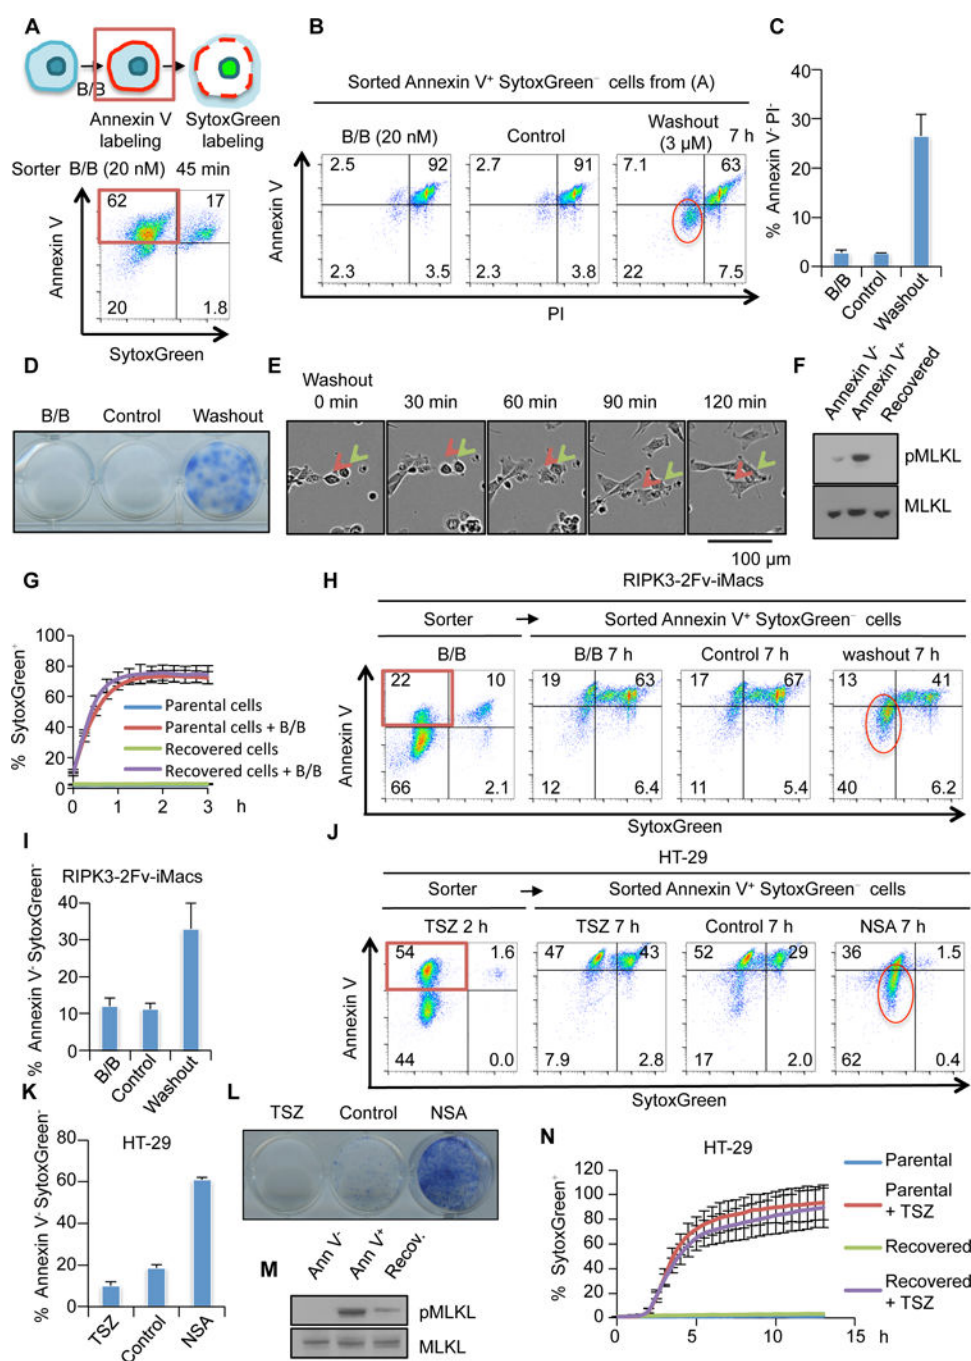 A
B/B
Annexin V
labeling
SytoxGreen
labeling
Sorter B/B (20 nM) 45 min
62
17
20
1.8
Annexin V
SytoxGreen
B
Sorted Annexin V⁺ SytoxGreen⁻ cells from (A)
B/B (20 nM)
Control
Washout
(3 µM)
7 h
2.5
92
2.3
3.5
2.7
91
2.3
3.8
7.1
63
22
7.5
Annexin V
PI
C
% Annexin V⁻ PI⁻
40
30
20
10
0
B/B
Control
Washout
D
B/B
Control
Washout
E
Washout
0 min
30 min
60 min
90 min
120 min
100 µm
F
Annexin V⁻
Annexin V⁺
Recovered
pMLKL
MLKL
G
% SytoxGreen⁺
100
80
60
40
20
0
0
1
2
3
h
Parental cells
Parental cells + B/B
Recovered cells
Recovered cells + B/B
H
RIPK3-2Fv-iMacs
Sorter
Sorted Annexin V⁺ SytoxGreen⁻ cells
B/B
B/B 7 h
Control 7 h
washout 7 h
22
10
66
2.1
19
63
12
6.4
17
67
11
5.4
13
41
40
6.2
Annexin V
SytoxGreen
I
RIPK3-2Fv-iMacs
% Annexin V⁻ SytoxGreen⁻
40
30
20
10
0
B/B
Control
Washout
J
HT-29
Sorter
Sorted Annexin V⁺ SytoxGreen⁻ cells
TSZ 2 h
TSZ 7 h
Control 7 h
NSA 7 h
54
1.6
44
0.0
47
43
7.9
2.8
52
29
17
2.0
36
1.5
62
0.4
Annexin V
SytoxGreen
K
HT-29
% Annexin V⁻ SytoxGreen⁻
80
60
40
20
0
TSZ
Control
NSA
L
TSZ
Control
NSA
M
Ann V⁻
Ann V⁺
Recov.
pMLKL
MLKL
N
HT-29
% SytoxGreen⁺
120
100
80
60
40
20
0
0
5
10
15
h
Parental
Parental
+ TSZ
Recovered
Recovered
+ TSZ